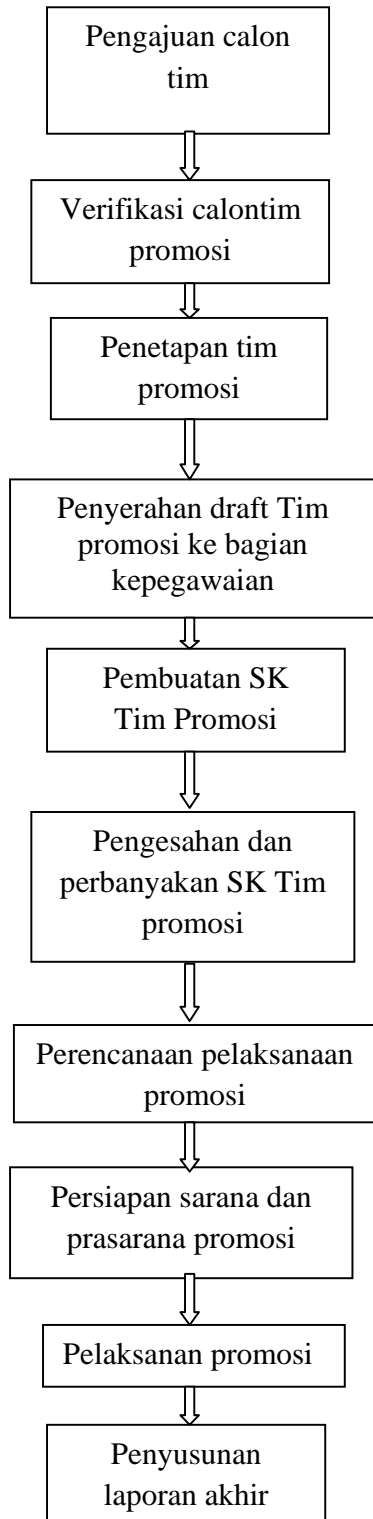 Pengajuan calon
tim
Verifikasi calontim
promosi
Penetapan tim
promosi
Penyerahan draft Tim
promosi ke bagian
kepegawaian
Pembuatan SK
Tim Promosi
Pengesahan dan
perbanyakan SK Tim
promosi
Perencanaan pelaksanaan
promosi
Persiapan sarana dan
prasarana promosi
Pelaksanan promosi
Penyusunan
laporan akhir